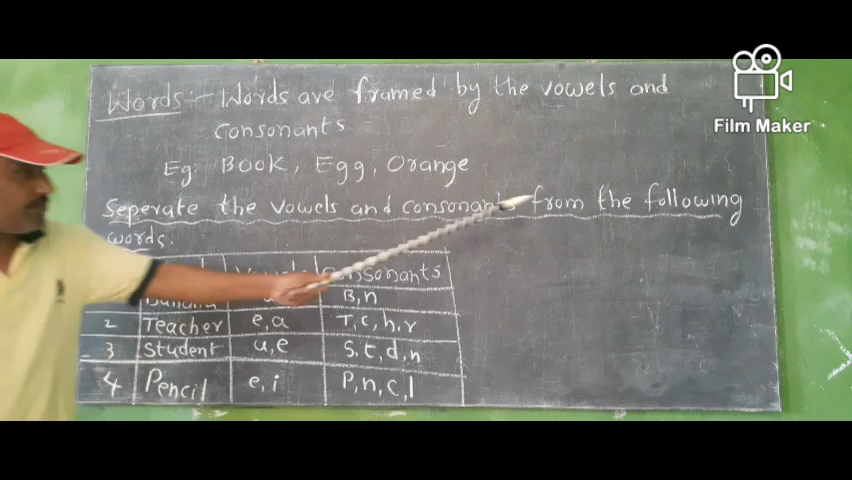 Words:- Words are framed by the vowels and
consonants
Eg: Book, Egg, Orange
Seperate the vowels and consonants from the following
words.
consonants
Banana B, n
2 Teacher e, a T, c, h, r
3 Student u, e S, t, d, n
4 Pencil e, i P, n, c, l
Film Maker